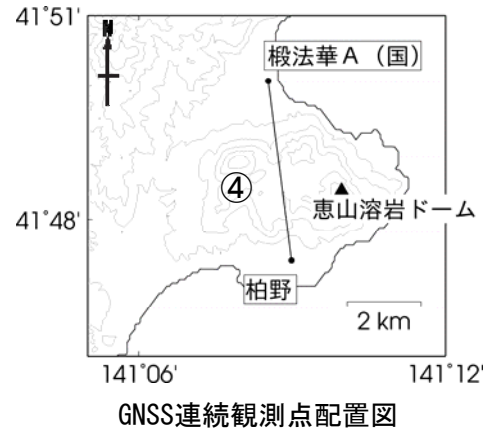 41°51'
N
椴法華A（国）
④
恵山溶岩ドーム
41°48'
柏野
2 km
141°06'
141°12'
GNSS連続観測点配置図